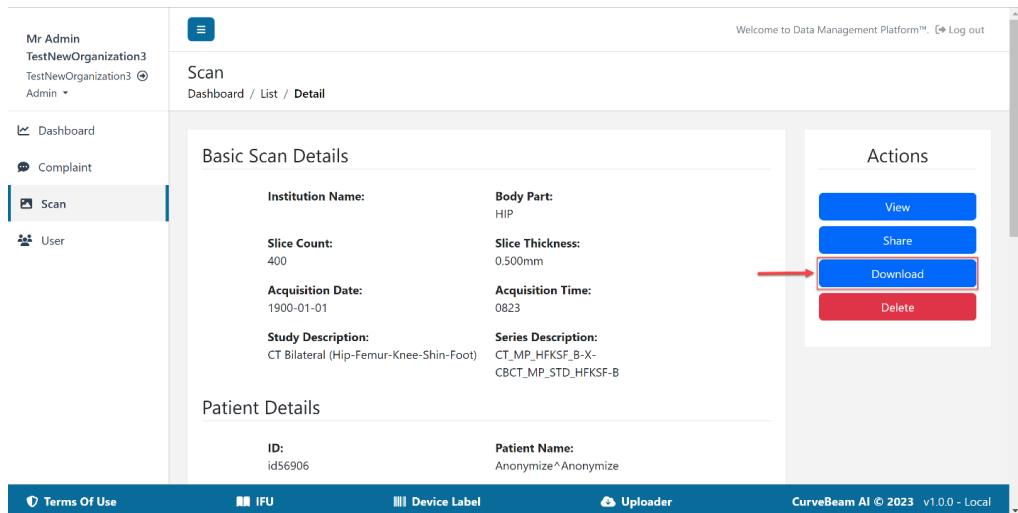 Mr Admin
TestNewOrganization3
TestNewOrganization3
Admin
Dashboard
Complaint
Scan
User
Welcome to Data Management Platform™. Log out
Scan
Dashboard / List / Detail
Basic Scan Details
Institution Name:
Body Part:
HIP
Slice Count:
400
Slice Thickness:
0.500mm
Acquisition Date:
1900-01-01
Acquisition Time:
0823
Study Description:
CT Bilateral (Hip-Femur-Knee-Shin-Foot)
Series Description:
CT_MP_HFKSF_B-X-
CBCT_MP_STD_HFKSF-B
Patient Details
ID:
id56906
Patient Name:
Anonymize^Anonymize
Actions
View
Share
Download
Delete
Terms Of Use
IFU
Device Label
Uploader
CurveBeam AI © 2023 v1.0.0 - Local